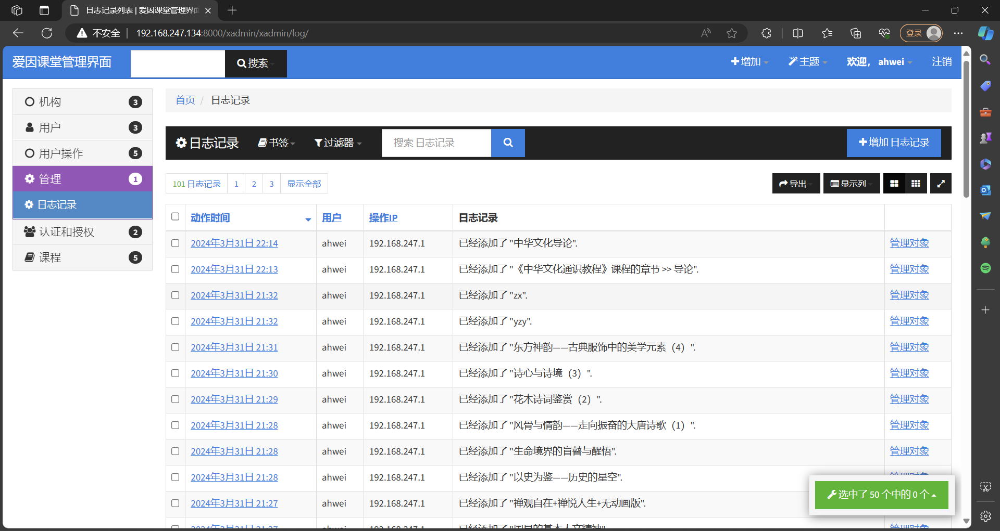 日志记录列表 | 爱因课堂管理界面
不安全 192.168.247.134:8000/xadmin/xadmin/log/
登录
爱因课堂管理界面 搜索 增加 主题 欢迎， ahwei 注销
机构 3
用户 3
用户操作 5
管理 1
日志记录
认证和授权 2
课程 5
首页 / 日志记录
日志记录 书签 过滤器 搜索 日志记录 增加 日志记录
101 日志记录 1 2 3 显示全部 导出 显示列
动作时间 用户 操作IP 日志记录
2024年3月31日 22:14 ahwei 192.168.247.1 已经添加了 "中华文化导论". 管理对象
2024年3月31日 22:13 ahwei 192.168.247.1 已经添加了 "《中华文化通识教程》课程的章节 >> 导论". 管理对象
2024年3月31日 21:32 ahwei 192.168.247.1 已经添加了 "zx". 管理对象
2024年3月31日 21:32 ahwei 192.168.247.1 已经添加了 "yzy". 管理对象
2024年3月31日 21:31 ahwei 192.168.247.1 已经添加了 "东方神韵——古典服饰中的美学元素（4）". 管理对象
2024年3月31日 21:30 ahwei 192.168.247.1 已经添加了 "诗心与诗境（3）". 管理对象
2024年3月31日 21:29 ahwei 192.168.247.1 已经添加了 "花木诗词鉴赏（2）". 管理对象
2024年3月31日 21:28 ahwei 192.168.247.1 已经添加了 "风骨与情韵——走向振奋的大唐诗歌（1）". 管理对象
2024年3月31日 21:28 ahwei 192.168.247.1 已经添加了 "生命境界的盲瞽与醒悟". 管理对象
2024年3月31日 21:28 ahwei 192.168.247.1 已经添加了 "以史为鉴——历史的星空".
2024年3月31日 21:27 ahwei 192.168.247.1 已经添加了 "禅观自在+禅悦人生+无动画版".
选中了 50 个中的 0 个
2024年3月31日 21:27 ahwei 192.168.247.1 已经添加了 管理对象